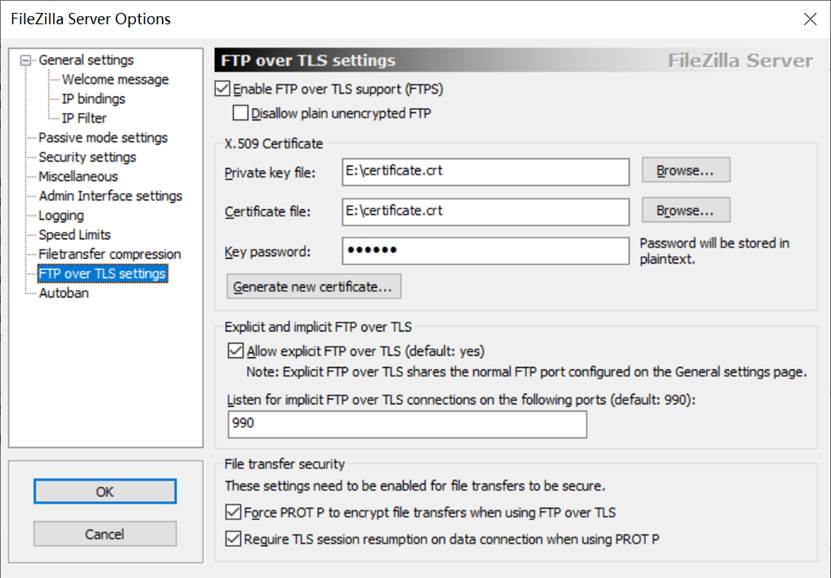 FileZilla Server Options
General settings
Welcome message
IP bindings
IP Filter
Passive mode settings
Security settings
Miscellaneous
Admin Interface settings
Logging
Speed Limits
Filetransfer compression
FTP over TLS settings
Autoban
OK
Cancel
FTP over TLS settings
FileZilla Server
Enable FTP over TLS support (FTPS)
Disallow plain unencrypted FTP
X.509 Certificate
Private key file: E:\certificate.crt Browse...
Certificate file: E:\certificate.crt Browse...
Key password: ●●●●●● Password will be stored in
plaintext.
Generate new certificate...
Explicit and implicit FTP over TLS
Allow explicit FTP over TLS (default: yes)
Note: Explicit FTP over TLS shares the normal FTP port configured on the General settings page.
Listen for implicit FTP over TLS connections on the following ports (default: 990):
990
File transfer security
These settings need to be enabled for file transfers to be secure.
Force PROT P to encrypt file transfers when using FTP over TLS
Require TLS session resumption on data connection when using PROT P